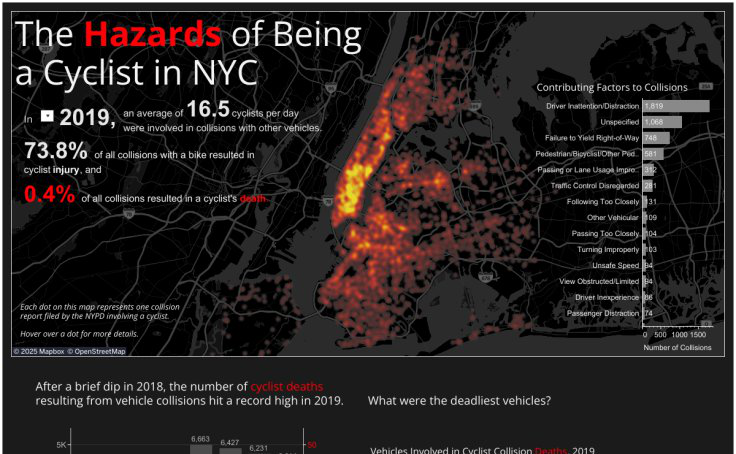 The Hazards of Being
a Cyclist in NYC
In 2019, an average of 16.5 cyclists per day
were involved in collisions with other vehicles.
73.8% of all collisions with a bike resulted in
cyclist injury, and
0.4% of all collisions resulted in a cyclist's death
Each dot on this map represents one collision
report filed by the NYPD involving a cyclist.
Hover over a dot for more details.
© 2025 Mapbox © OpenStreetMap
Contributing Factors to Collisions
Driver Inattention/Distraction 1,819
Unspecified 1,068
Failure to Yield Right-of-Way 748
Pedestrian/Bicyclist/Other Ped.. 581
Passing or Lane Usage Impro.. 312
Traffic Control Disregarded 281
Following Too Closely 131
Other Vehicular 109
Passing Too Closely 104
Turning Improperly 103
Unsafe Speed 94
View Obstructed/Limited 94
Driver Inexperience 86
Passenger Distraction 74
0 500 1000 1500
Number of Collisions
After a brief dip in 2018, the number of cyclist deaths
resulting from vehicle collisions hit a record high in 2019.
What were the deadliest vehicles?
5K
6,663
6,427
6,231
50
Vehicles Involved in Cyclist Collision Deaths, 2019